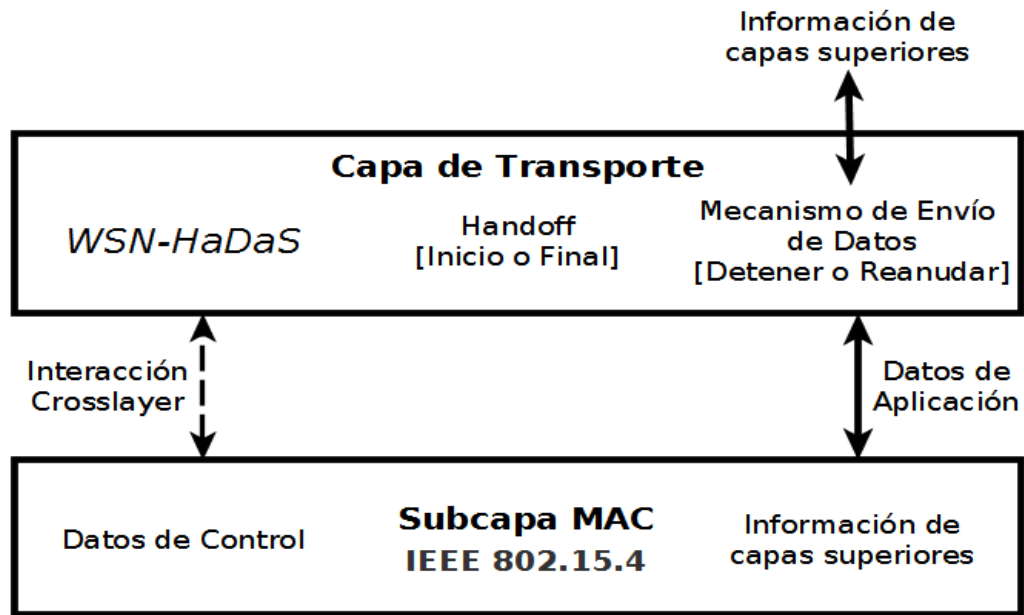 Información de
capas superiores
Capa de Transporte
WSN-HaDaS
Handoff
[Inicio o Final]
Mecanismo de Envío
de Datos
[Detener o Reanudar]
Interacción
Crosslayer
Datos de
Aplicación
Datos de Control
Subcapa MAC
IEEE 802.15.4
Información de
capas superiores